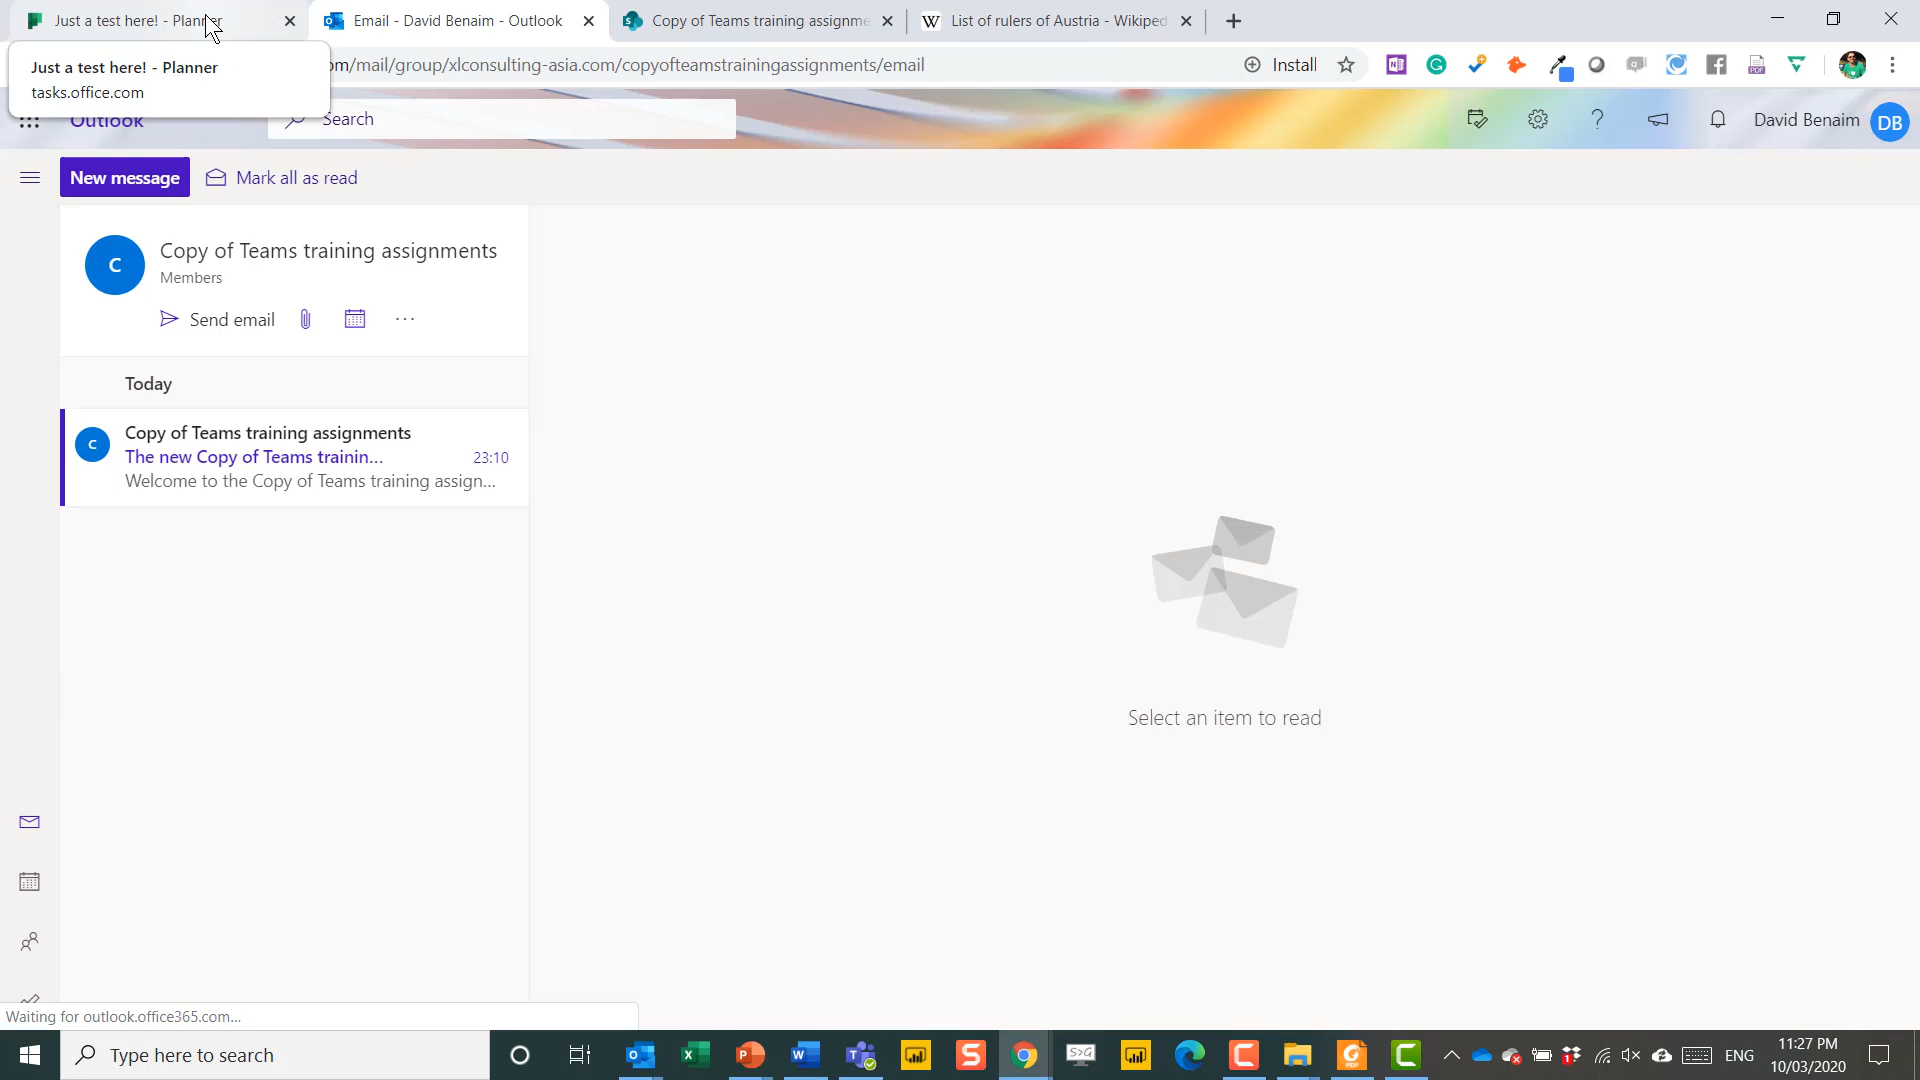 Just a test here! - Planner
Email - David Benaim - Outlook
Copy of Teams training assignme
List of rulers of Austria - Wikiped
Just a test here! - Planner
tasks.office.com
om/mail/group/xlconsulting-asia.com/copyofteamstrainingassignments/email
Install
Outlook
Search
David Benaim
DB
New message
Mark all as read
C
Copy of Teams training assignments
Members
Send email
Today
C
Copy of Teams training assignments
The new Copy of Teams trainin...
23:10
Welcome to the Copy of Teams training assign...
Select an item to read
Waiting for outlook.office365.com...
Type here to search
ENG
11:27 PM
10/03/2020